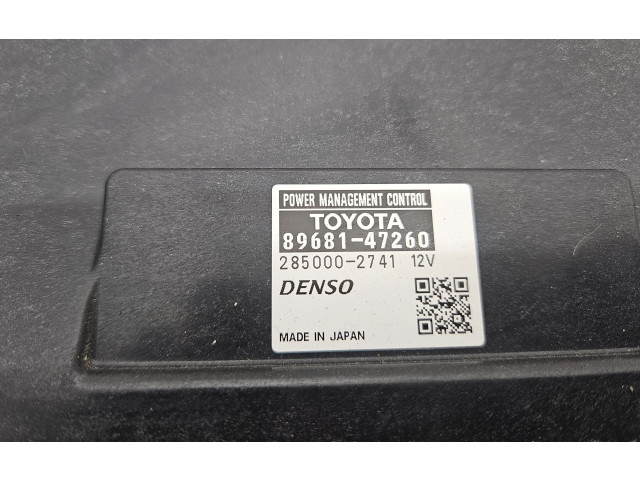 POWER MANAGEMENT CONTROL
TOYOTA
89681-47260
285000-2741 12V
DENSO
MADE IN JAPAN